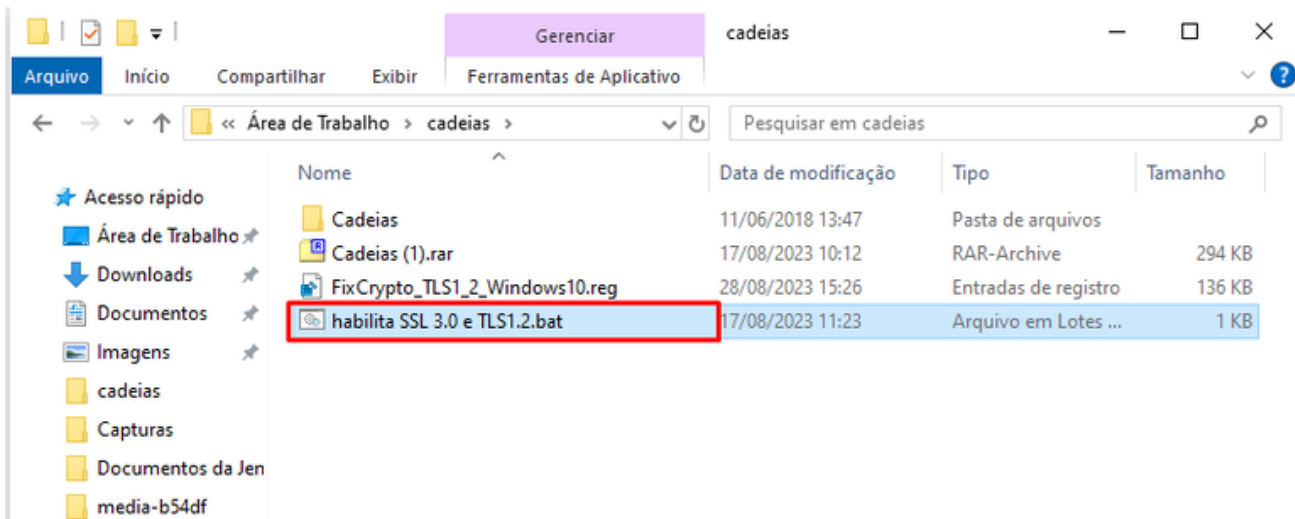 Gerenciar cadeias
Arquivo Início Compartilhar Exibir Ferramentas de Aplicativo
« Área de Trabalho > cadeias > Pesquisar em cadeias
Nome Data de modificação Tipo Tamanho
Acesso rápido
Cadeias 11/06/2018 13:47 Pasta de arquivos
Área de Trabalho
Cadeias (1).rar 17/08/2023 10:12 RAR-Archive 294 KB
Downloads
FixCrypto_TLS1_2_Windows10.reg 28/08/2023 15:26 Entradas de registro 136 KB
Documentos
habilita SSL 3.0 e TLS1.2.bat 17/08/2023 11:23 Arquivo em Lotes ... 1 KB
Imagens
cadeias
Capturas
Documentos da Jen
media-b54df